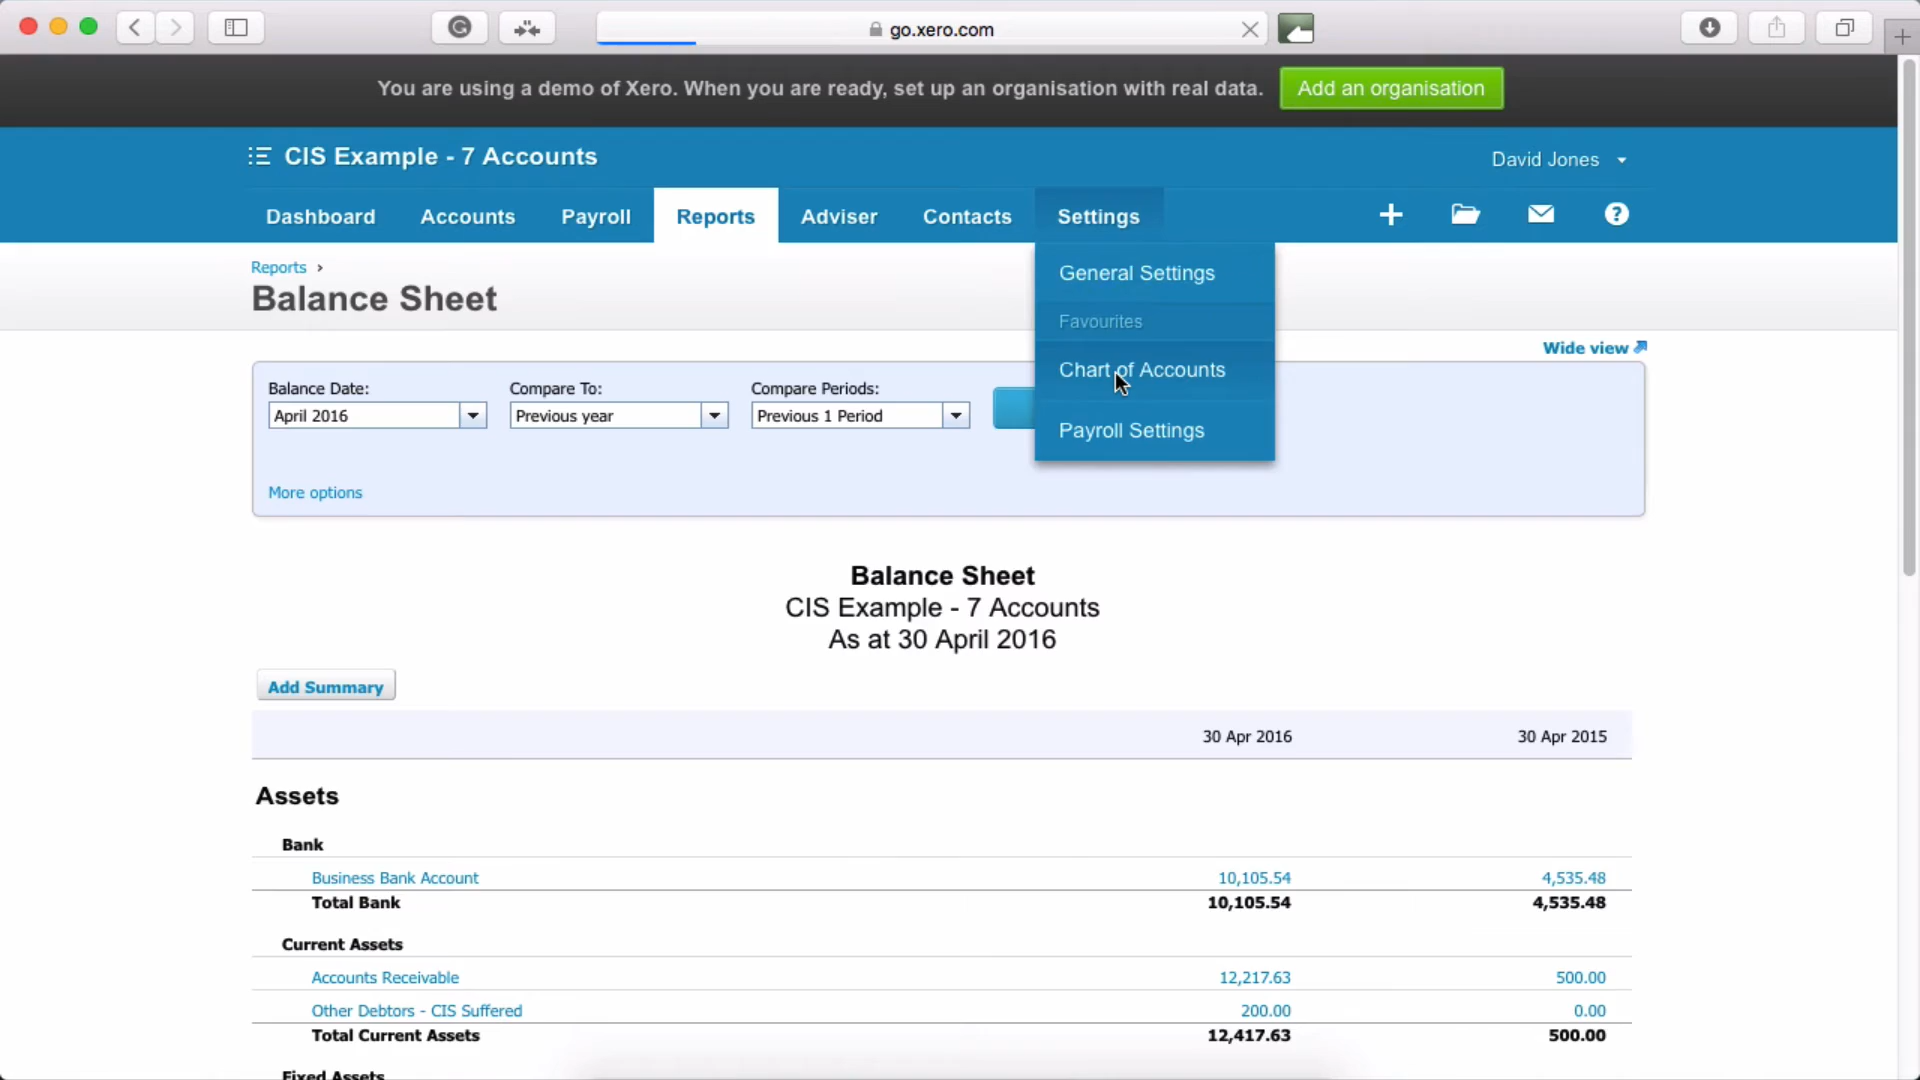 go.xero.com
You are using a demo of Xero. When you are ready, set up an organisation with real data. Add an organisation
CIS Example - 7 Accounts
David Jones
Dashboard Accounts Payroll Reports Adviser Contacts Settings
General Settings
Favourites
Chart of Accounts
Payroll Settings
Reports ›
Balance Sheet
Wide view
Balance Date: Compare To: Compare Periods:
April 2016 Previous year Previous 1 Period
More options
Balance Sheet
CIS Example - 7 Accounts
As at 30 April 2016
Add Summary
30 Apr 2016 30 Apr 2015
Assets
Bank
Business Bank Account 10,105.54 4,535.48
Total Bank 10,105.54 4,535.48
Current Assets
Accounts Receivable 12,217.63 500.00
Other Debtors - CIS Suffered 200.00 0.00
Total Current Assets 12,417.63 500.00
Fixed Assets